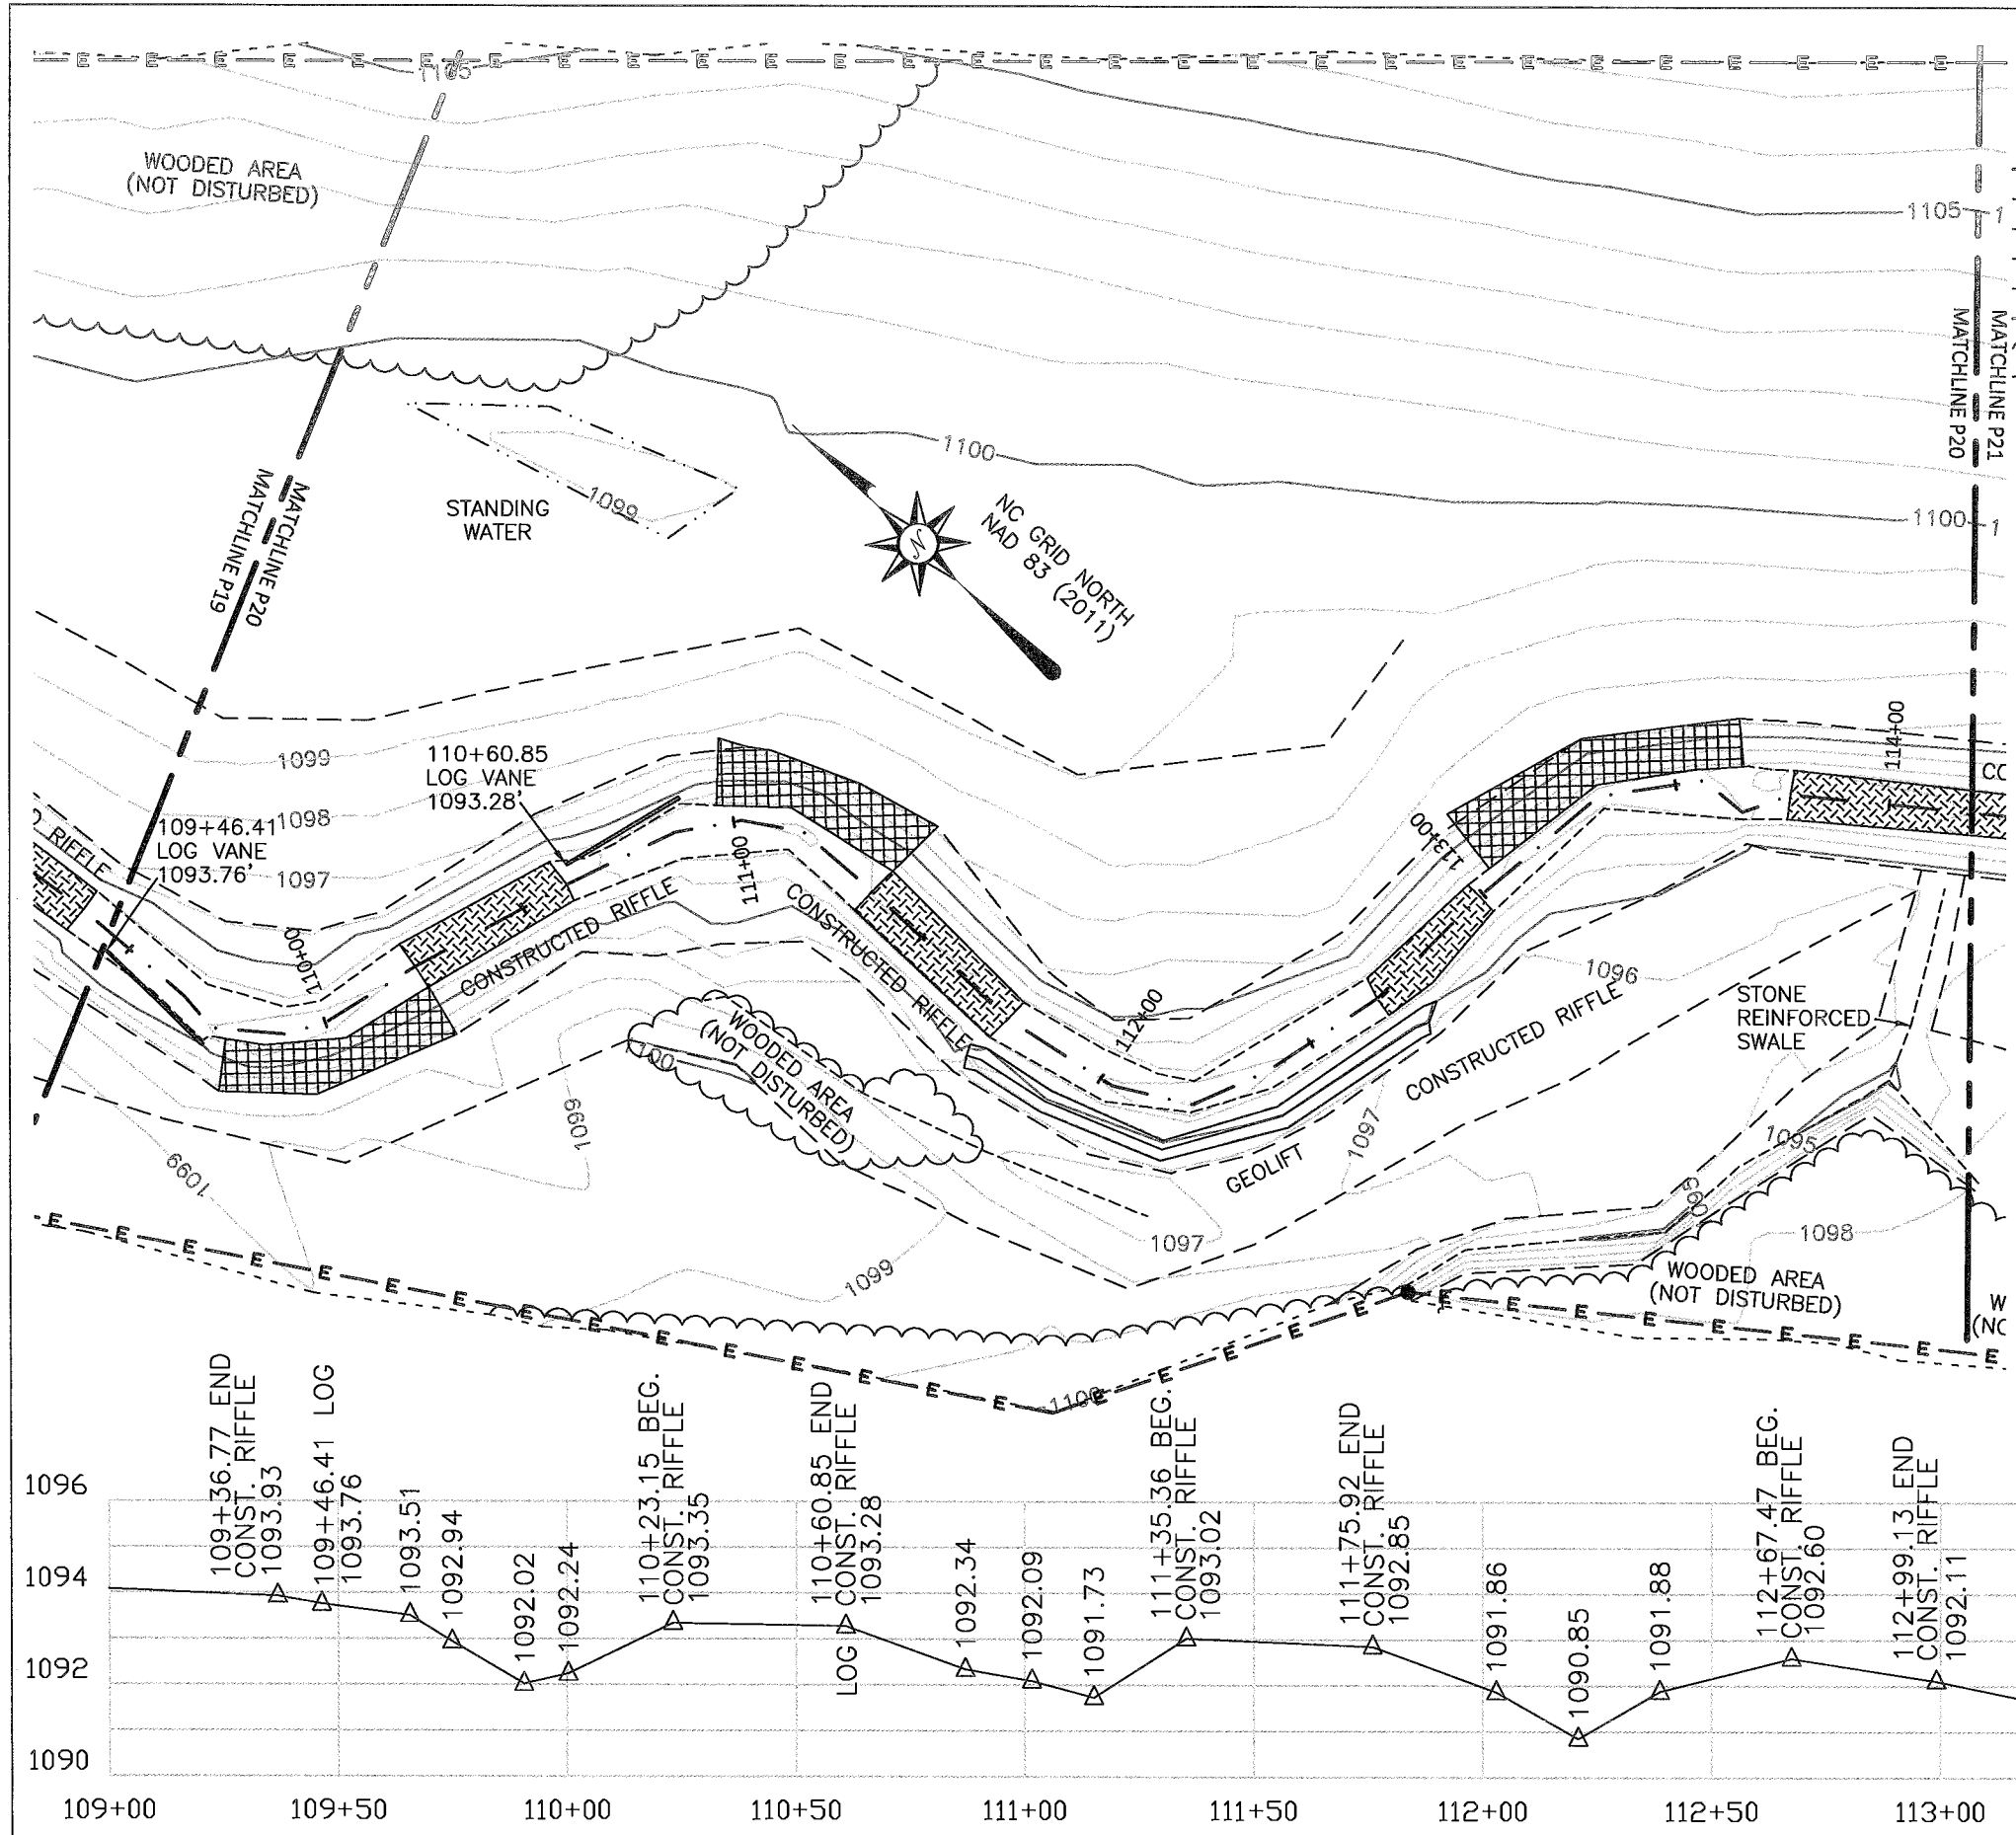 E E E E E E E E E E E E E E E E E E E E E E E E E E E E
1105
WOODED AREA
(NOT DISTURBED)
1105
1
MATCHLINE P20
MATCHLINE P21
1100
1100
1
1099
STANDING
WATER
N
NC GRID NORTH
NAD 83 (2011)
MATCHLINE P20
MATCHLINE P19
1099
1098
1097
110+60.85
LOG VANE
1093.28'
109+46.41
LOG VANE
1093.76'
RIFFLE
110+00
111+00
112+00
113+00
114+00
CONSTRUCTED RIFFLE
CONSTRUCTED RIFFLE
CONSTRUCTED RIFFLE
1096
STONE
REINFORCED
SWALE
WOODED AREA
(NOT
DISTURBED)
1100
1099
1099
1099
1097
1097
GEOLIFT
1095
1098
WOODED AREA
(NOT DISTURBED)
W
(NO
1100
E E E E E E E E E E E E E E E E E E E E E E E E E E E E E
109+36.77 END
CONST. RIFFLE
1093.93
109+46.41 LOG
1093.76
1093.51
1092.94
1092.02
1092.24
110+23.15 BEG.
CONST. RIFFLE
1093.35
110+60.85 END
CONST. RIFFLE
LOG
1093.28
1092.34
1092.09
1091.73
111+35.36 BEG.
CONST. RIFFLE
1093.02
111+75.92 END
CONST. RIFFLE
1092.85
1091.86
1090.85
1091.88
112+67.47 BEG.
CONST. RIFFLE
1092.60
112+99.13 END
CONST. RIFFLE
1092.11
1096
1094
1092
1090
109+00
109+50
110+00
110+50
111+00
111+50
112+00
112+50
113+00